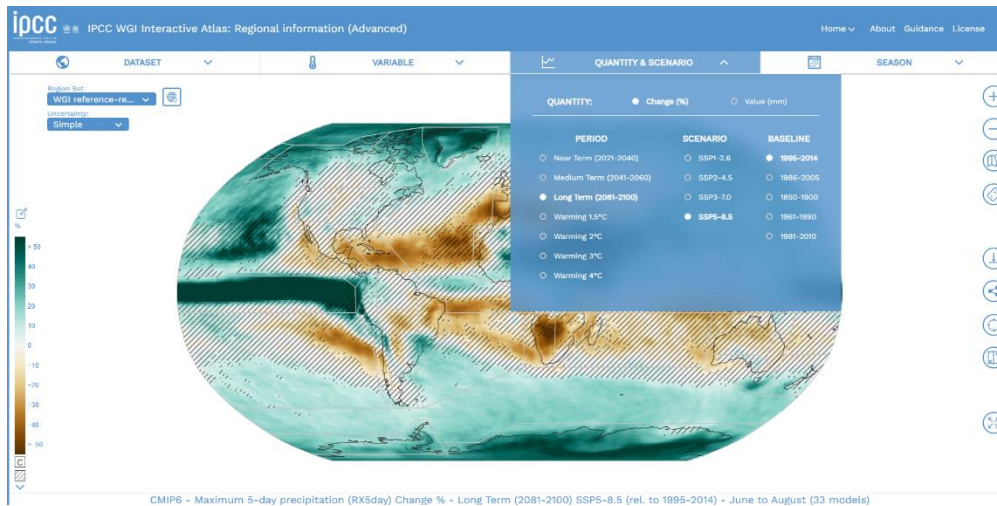 ipcc
IPCC WGI Interactive Atlas: Regional information (Advanced)
Home About Guidance License
DATASET VARIABLE QUANTITY & SCENARIO SEASON
Region Set:
WGI reference-re...
Uncertainty:
Simple
QUANTITY: Change (%) Value (mm)
PERIOD SCENARIO BASELINE
Near Term (2021-2040) SSP1-2.6 1995-2014
Medium Term (2041-2060) SSP2-4.5 1986-2005
Long Term (2081-2100) SSP3-7.0 1850-1900
Warming 1.5°C SSP5-8.5 1961-1990
Warming 2°C 1981-2010
Warming 3°C
Warming 4°C
%
> 50
40
30
20
10
0
-10
-20
-30
-40
< -50
C
CMIP6 - Maximum 5-day precipitation (RX5day) Change % - Long Term (2081-2100) SSP5-8.5 (rel. to 1995-2014) - June to August (33 models)